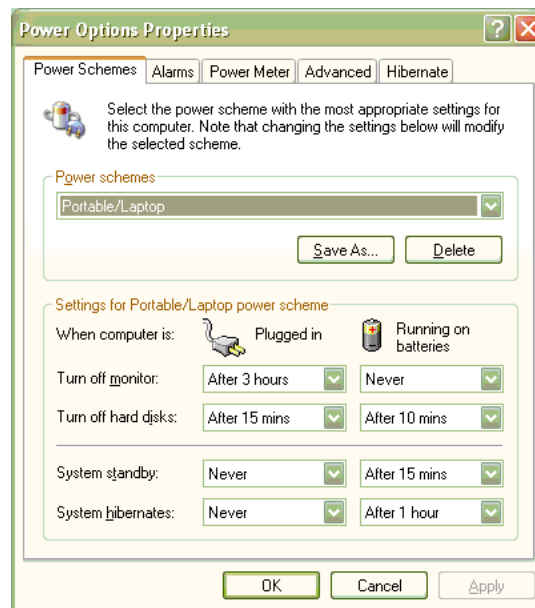 Power Options Properties
Power Schemes Alarms Power Meter Advanced Hibernate
Select the power scheme with the most appropriate settings for
this computer. Note that changing the settings below will modify
the selected scheme.
Power schemes
Portable/Laptop
Save As... Delete
Settings for Portable/Laptop power scheme
When computer is: Plugged in Running on
batteries
Turn off monitor: After 3 hours Never
Turn off hard disks: After 15 mins After 10 mins
System standby: Never After 15 mins
System hibernates: Never After 1 hour
OK Cancel Apply